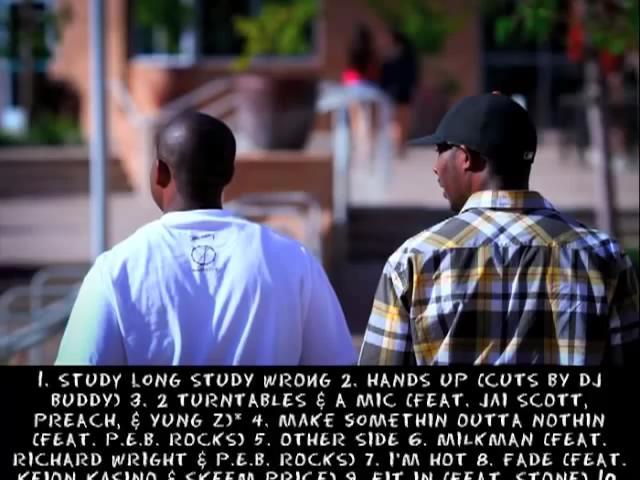 1. STUDY LONG STUDY WRONG 2. HANDS UP (CUTS BY DJ
BUDDY) 3. 2 TURNTABLES & A MIC (FEAT. JAI SCOTT,
PREACH, & YUNG Z)* 4. MAKE SOMETHIN OUTTA NOTHIN
(FEAT. P.E.B. ROCKS) 5. OTHER SIDE 6. MILKMAN (FEAT.
RICHARD WRIGHT & P.E.B. ROCKS) 7. I'M HOT 8. FADE (FEAT.
KEJON KASINO & SKEEM PRICE) 9. FIT IN (FEAT. STONE) 10